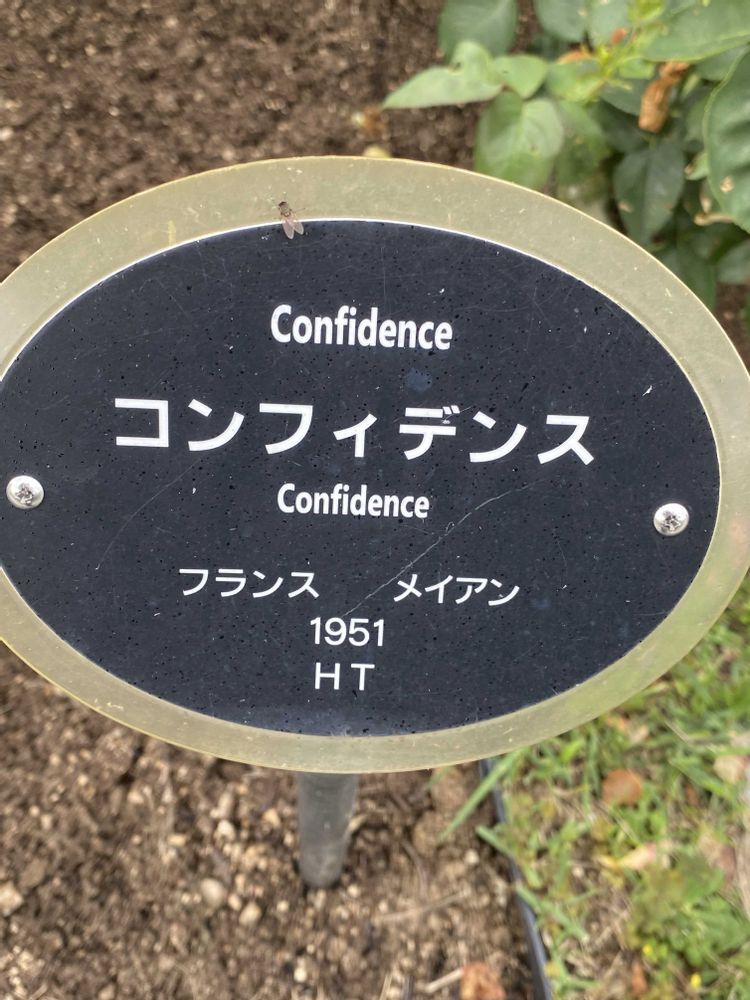 Confidence
コンフィデンス
Confidence
フランス　メイアン
1951
ＨＴ